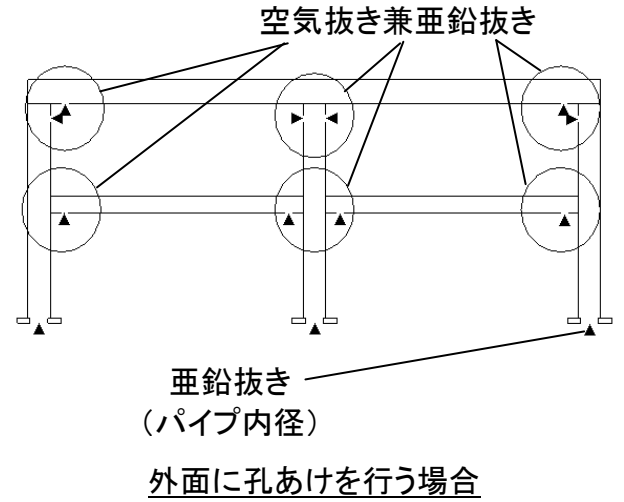 空気抜き兼亜鉛抜き
亜鉛抜き
（パイプ内径）
外面に孔あけを行う場合